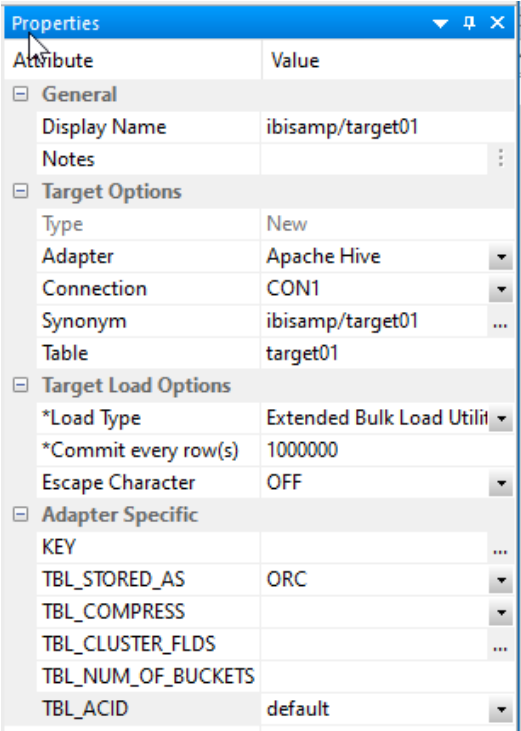 Properties
Attribute Value
General
Display Name ibisamp/target01
Notes
Target Options
Type New
Adapter Apache Hive
Connection CON1
Synonym ibisamp/target01 ...
Table target01
Target Load Options
*Load Type Extended Bulk Load Utilit
*Commit every row(s) 1000000
Escape Character OFF
Adapter Specific
KEY ...
TBL_STORED_AS ORC
TBL_COMPRESS
TBL_CLUSTER_FLDS ...
TBL_NUM_OF_BUCKETS
TBL_ACID default